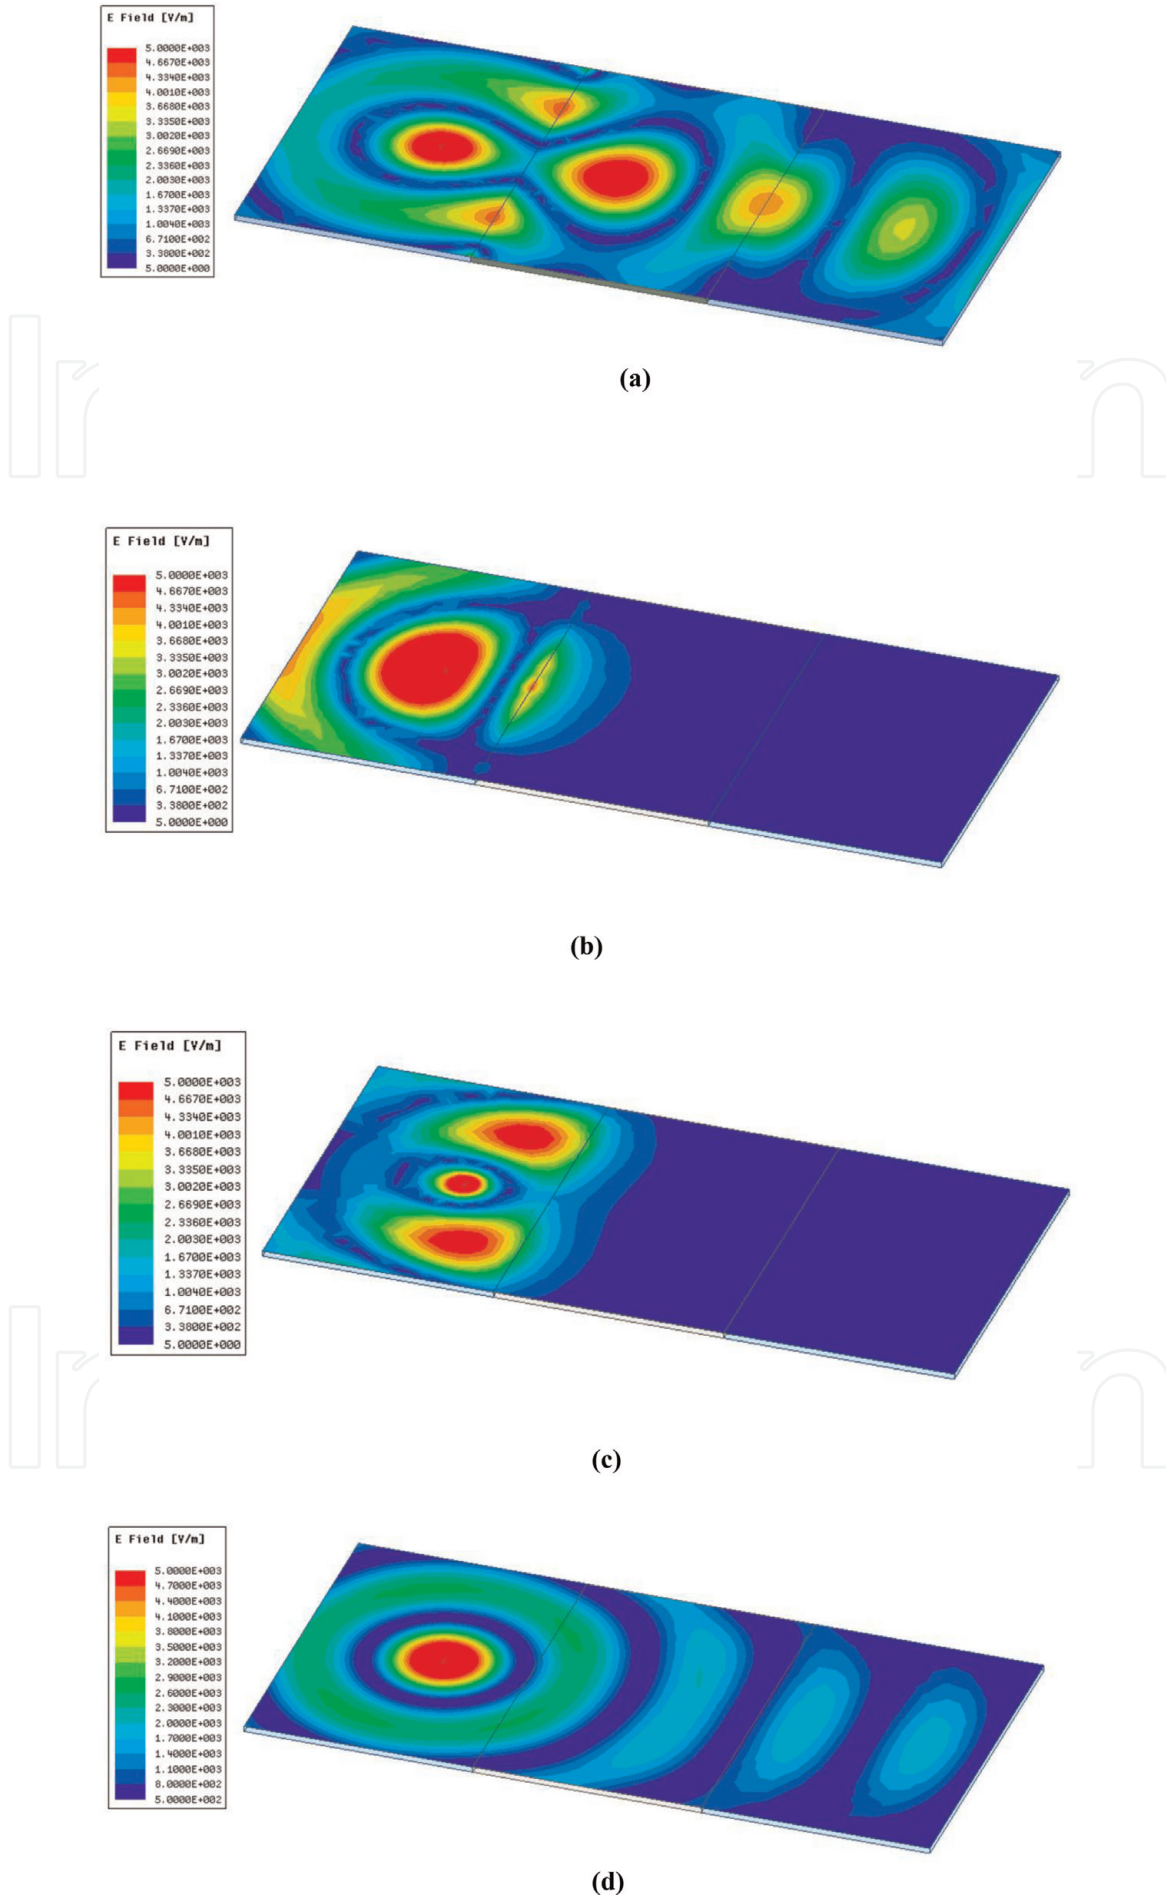 E Field [V/m]
5.0000E+003
4.6670E+003
4.3340E+003
4.0010E+003
3.6680E+003
3.3350E+003
3.0020E+003
2.6690E+003
2.3360E+003
2.0030E+003
1.6700E+003
1.3370E+003
1.0040E+003
6.7100E+002
3.3800E+002
5.0000E+000
(a)
E Field [V/m]
5.0000E+003
4.6670E+003
4.3340E+003
4.0010E+003
3.6680E+003
3.3350E+003
3.0020E+003
2.6690E+003
2.3360E+003
2.0030E+003
1.6700E+003
1.3370E+003
1.0040E+003
6.7100E+002
3.3800E+002
5.0000E+000
(b)
E Field [V/m]
5.0000E+003
4.6670E+003
4.3340E+003
4.0010E+003
3.6680E+003
3.3350E+003
3.0020E+003
2.6690E+003
2.3360E+003
2.0030E+003
1.6700E+003
1.3370E+003
1.0040E+003
6.7100E+002
3.3800E+002
5.0000E+000
(c)
E Field [V/m]
5.0000E+003
4.7000E+003
4.4000E+003
4.1000E+003
3.8000E+003
3.5000E+003
3.2000E+003
2.9000E+003
2.6000E+003
2.3000E+003
2.0000E+003
1.7000E+003
1.4000E+003
1.1000E+003
8.0000E+002
5.0000E+002
(d)